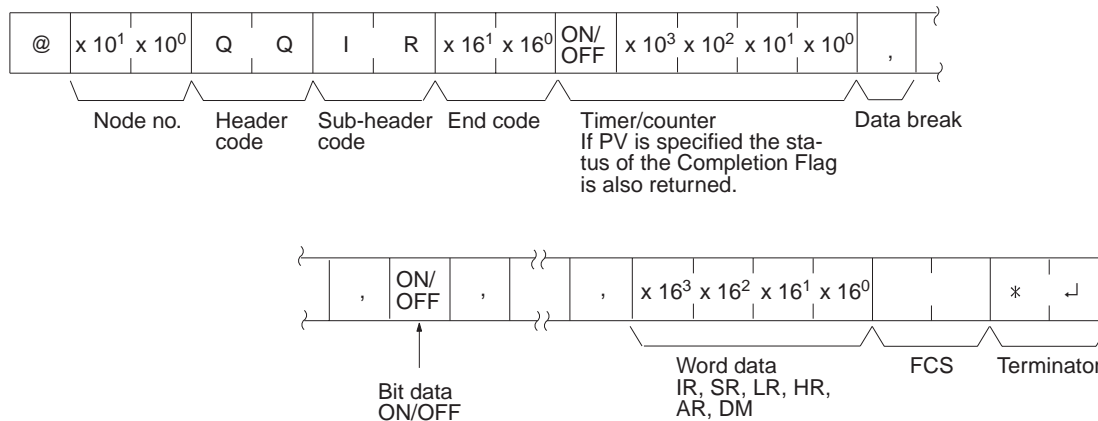 @ x 10¹ x 10⁰ Q Q I R x 16¹ x 16⁰ ON/OFF x 10³ x 10² x 10¹ x 10⁰ ,
Node no.
Header
code
Sub-header
code
End code
Timer/counter
If PV is specified the sta-
tus of the Completion Flag
is also returned.
Data break
, ON/OFF , , x 16³ x 16² x 16¹ x 16⁰ * ↵
Bit data
ON/OFF
Word data
IR, SR, LR, HR,
AR, DM
FCS
Terminator